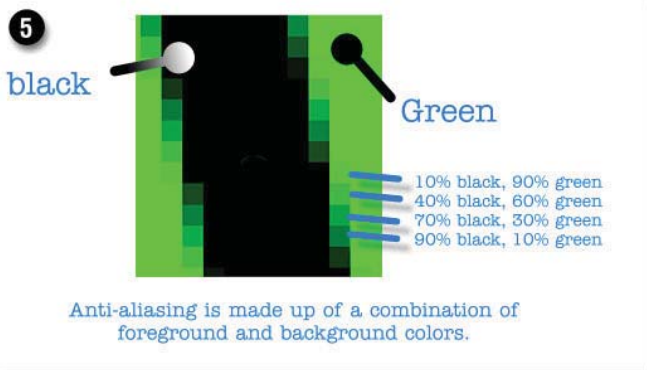 5
black
Green
10% black, 90% green
40% black, 60% green
70% black, 30% green
90% black, 10% green
Anti-aliasing is made up of a combination of
foreground and background colors.